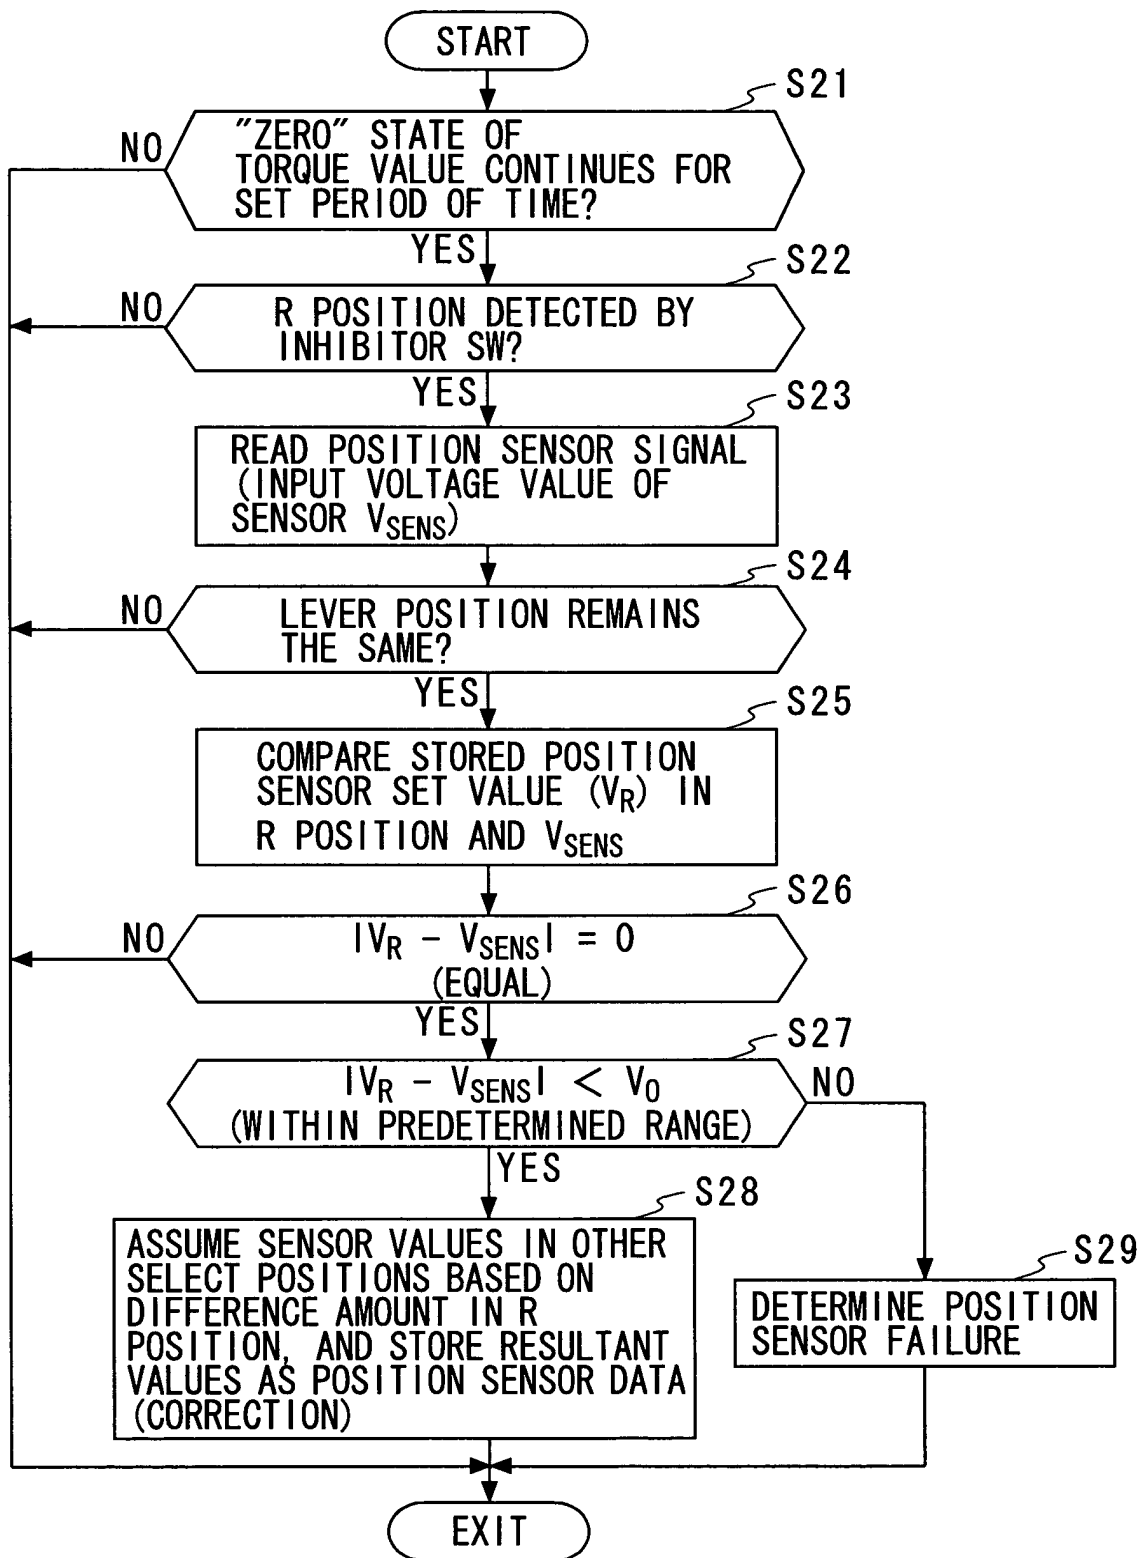 START
S21
"ZERO" STATE OF
TORQUE VALUE CONTINUES FOR
SET PERIOD OF TIME?
NO
YES
S22
R POSITION DETECTED BY
INHIBITOR SW?
NO
YES
S23
READ POSITION SENSOR SIGNAL
(INPUT VOLTAGE VALUE OF
SENSOR VSENS)
S24
LEVER POSITION REMAINS
THE SAME?
NO
YES
S25
COMPARE STORED POSITION
SENSOR SET VALUE (VR) IN
R POSITION AND VSENS
S26
|VR - VSENS| = 0
(EQUAL)
NO
YES
S27
|VR - VSENS| < V0
(WITHIN PREDETERMINED RANGE)
NO
YES
S28
ASSUME SENSOR VALUES IN OTHER
SELECT POSITIONS BASED ON
DIFFERENCE AMOUNT IN R
POSITION, AND STORE RESULTANT
VALUES AS POSITION SENSOR DATA
(CORRECTION)
S29
DETERMINE POSITION
SENSOR FAILURE
EXIT